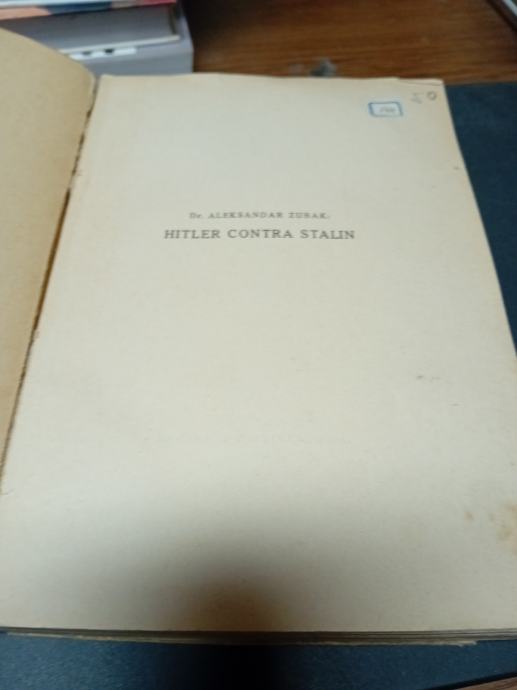 Dr. ALEKSANDAR ZUBAK:
HITLER CONTRA STALIN